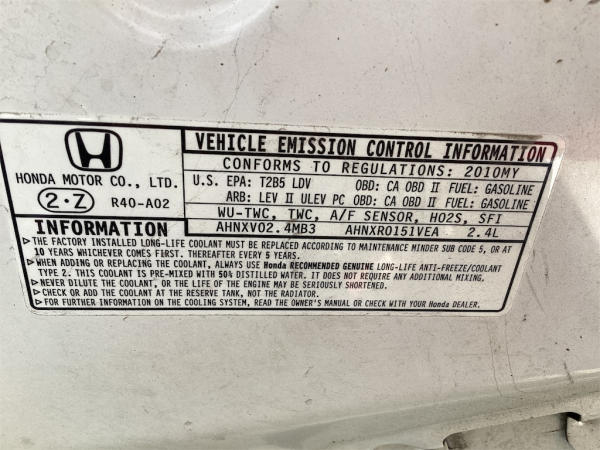 VEHICLE EMISSION CONTROL INFORMATION
CONFORMS TO REGULATIONS: 2010MY
U.S. EPA: T2B5 LDV OBD: CA OBD II FUEL: GASOLINE
ARB: LEV II ULEV PC OBD: CA OBD II FUEL: GASOLINE
WU-TWC, TWC, A/F SENSOR, HO2S, SFI
AHNXV02.4MB3 AHNXR0151VEA 2.4L
HONDA MOTOR CO., LTD.
2·Z R40-A02
INFORMATION
▷THE FACTORY INSTALLED LONG-LIFE COOLANT MUST BE REPLACED ACCORDING TO MAINTENANCE MINDER SUB CODE 5, OR AT
10 YEARS WHICHEVER COMES FIRST. THEREAFTER EVERY 5 YEARS.
▷WHEN ADDING/REPLACING THE COOLANT, ALWAYS USE Honda RECOMMENDED GENUINE LONG-LIFE ANTI-FREEZE/COOLANT
TYPE 2. THIS COOLANT IS PRE-MIXED WITH 50% DISTILLED WATER. IT DOES NOT REQUIRE ANY ADDITIONAL MIXING.
▷NEVER DILUTE THE COOLANT, OR THE LIFE OF THE ENGINE MAY BE SERIOUSLY SHORTENED.
▷CHECK OR ADD THE COOLANT AT THE RESERVE TANK, NOT THE RADIATOR.
▷FOR FURTHER INFORMATION ON THE COOLING SYSTEM, READ THE OWNER'S MANUAL OR CHECK WITH YOUR Honda DEALER.